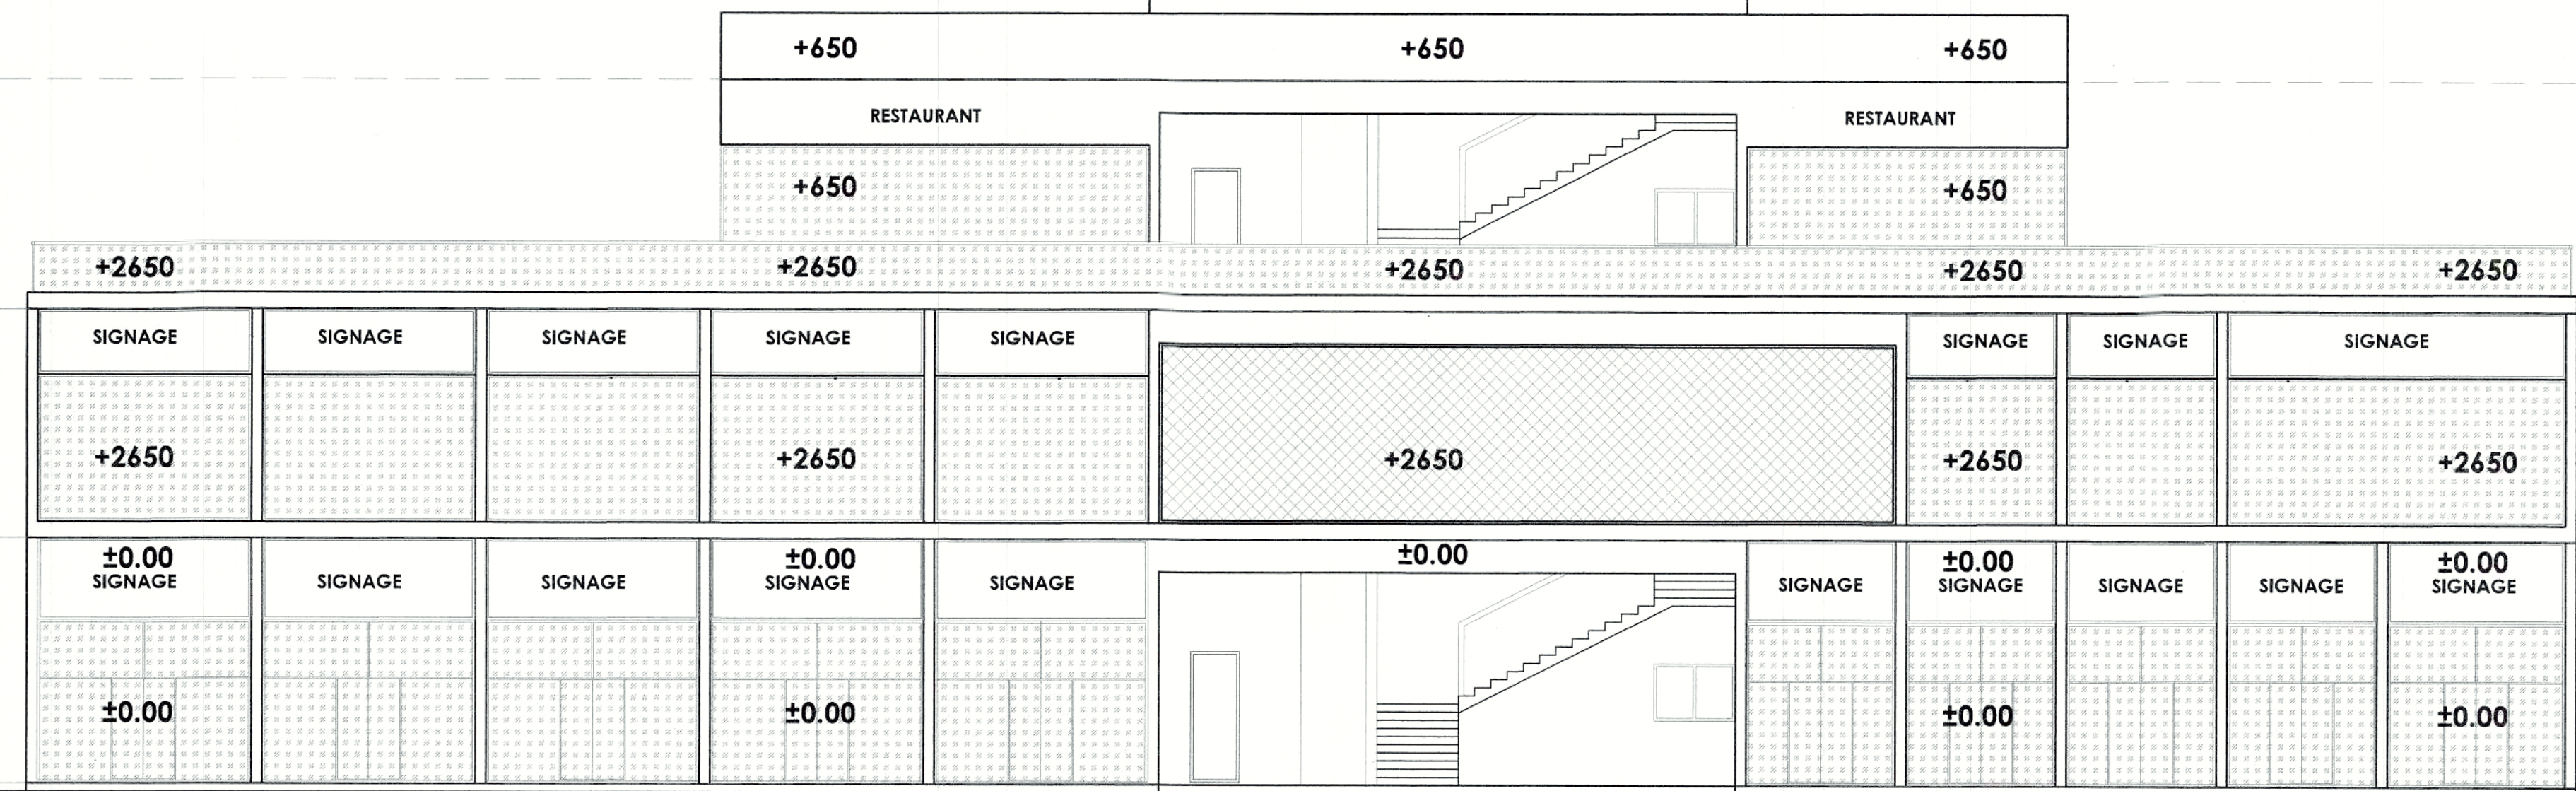 +650 +650 +650
RESTAURANT RESTAURANT
+650 +650
+2650 +2650 +2650 +2650 +2650
SIGNAGE SIGNAGE SIGNAGE SIGNAGE SIGNAGE SIGNAGE SIGNAGE SIGNAGE
+2650 +2650 +2650 +2650 +2650
±0.00 ±0.00 ±0.00 ±0.00 ±0.00
SIGNAGE SIGNAGE SIGNAGE SIGNAGE SIGNAGE SIGNAGE SIGNAGE SIGNAGE SIGNAGE SIGNAGE
±0.00 ±0.00 ±0.00 ±0.00